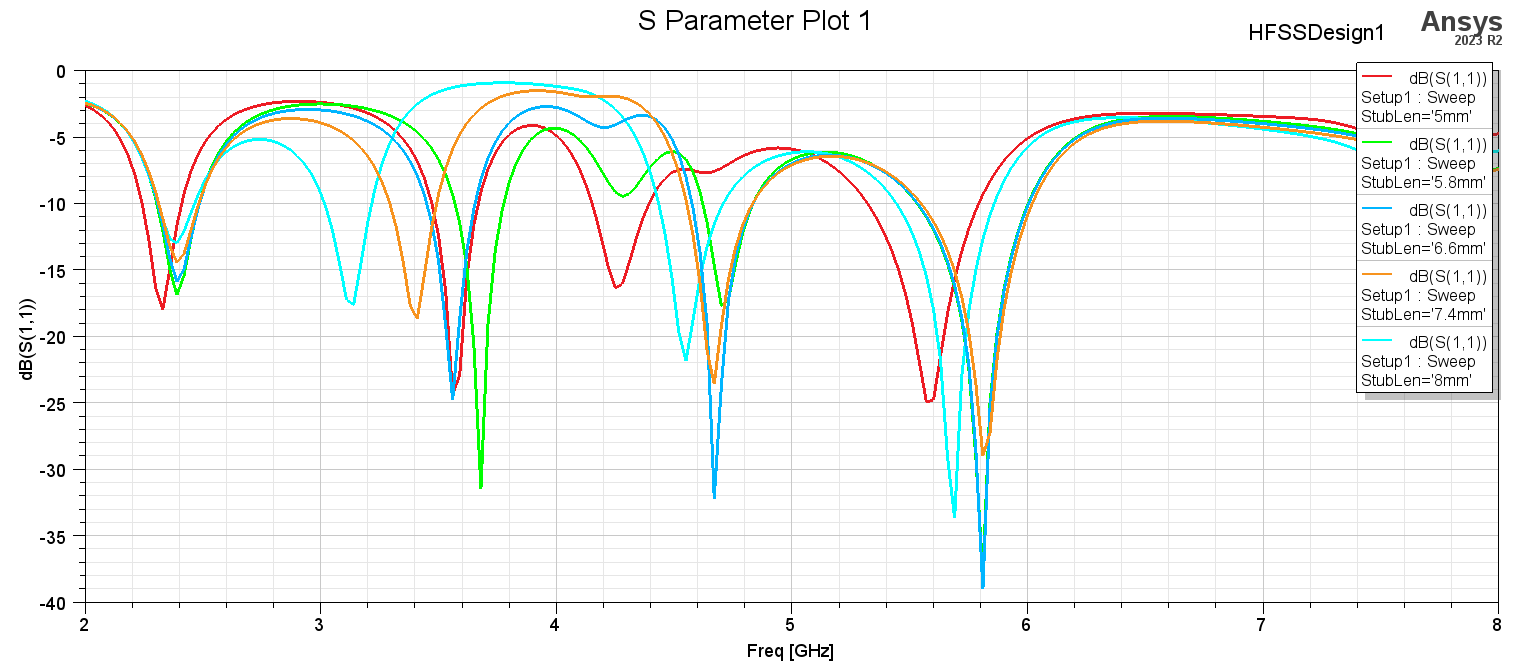 S Parameter Plot 1
HFSSDesign1
Ansys
2023 R2
dB(S(1,1))
Setup1 : Sweep
StubLen='5mm'
dB(S(1,1))
Setup1 : Sweep
StubLen='5.8mm'
dB(S(1,1))
Setup1 : Sweep
StubLen='6.6mm'
dB(S(1,1))
Setup1 : Sweep
StubLen='7.4mm'
dB(S(1,1))
Setup1 : Sweep
StubLen='8mm'
dB(S(1,1))
0
-5
-10
-15
-20
-25
-30
-35
-40
2 3 4 5 6 7 8
Freq [GHz]